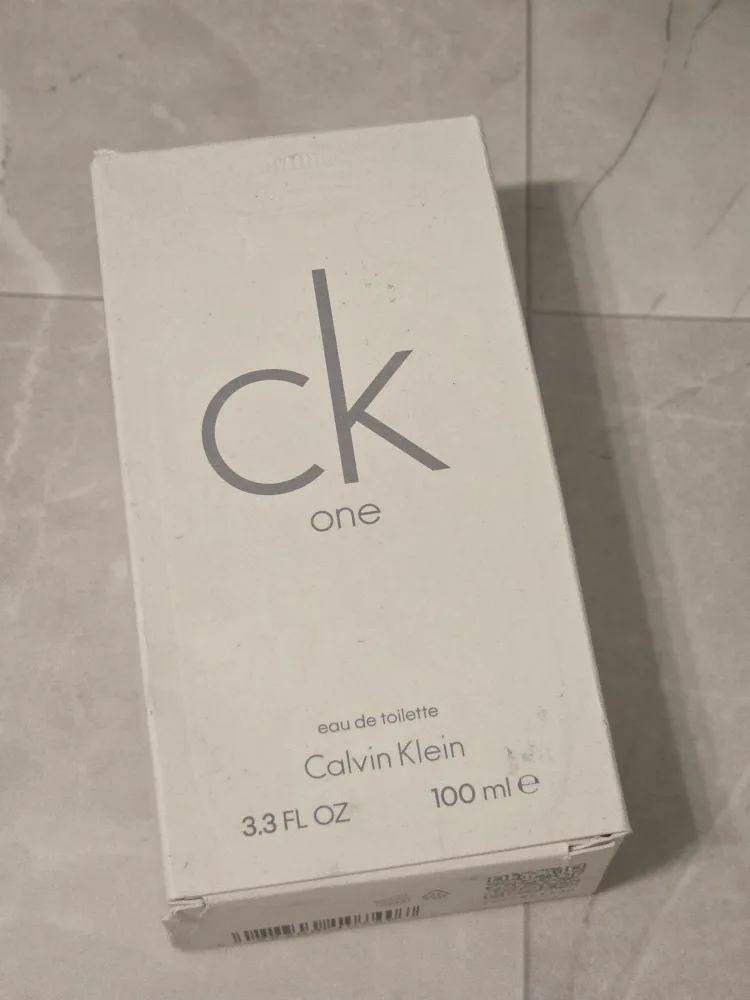 ck
one
eau de toilette
Calvin Klein
3.3 FL OZ 100 ml ℮